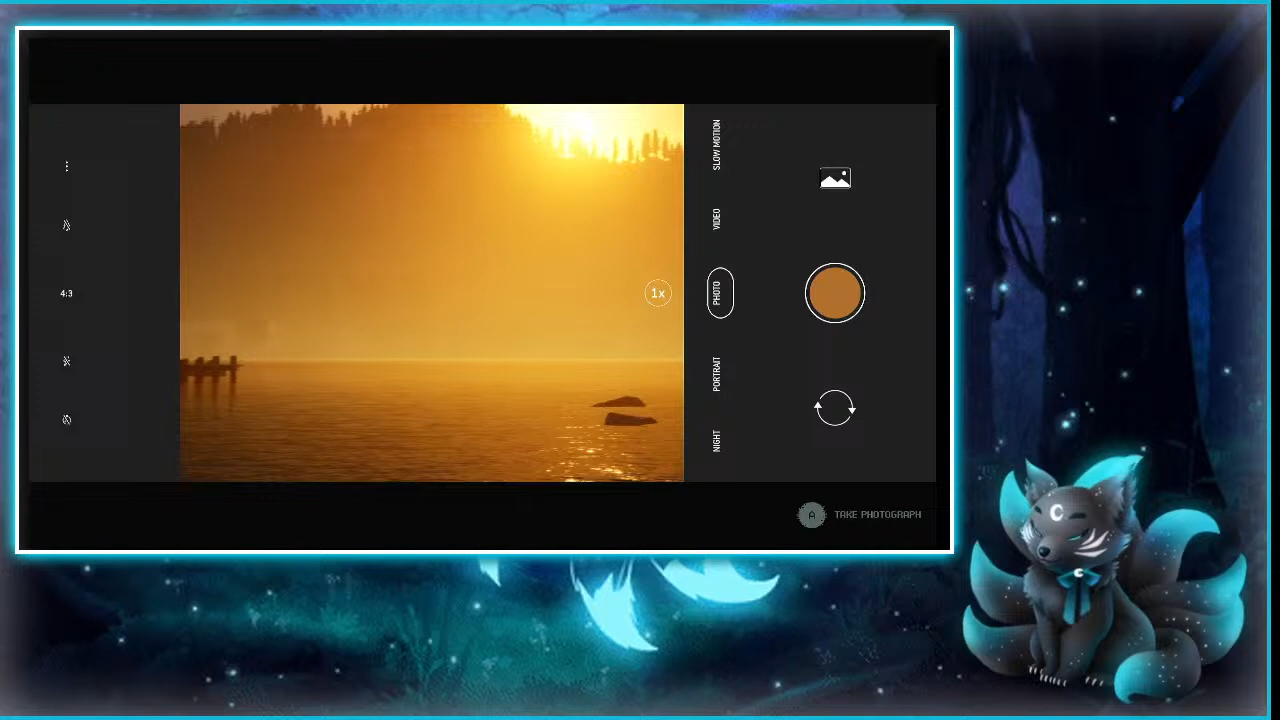 4:3
1x
SLOW MOTION
VIDEO
PHOTO
PORTRAIT
NIGHT
A TAKE PHOTOGRAPH